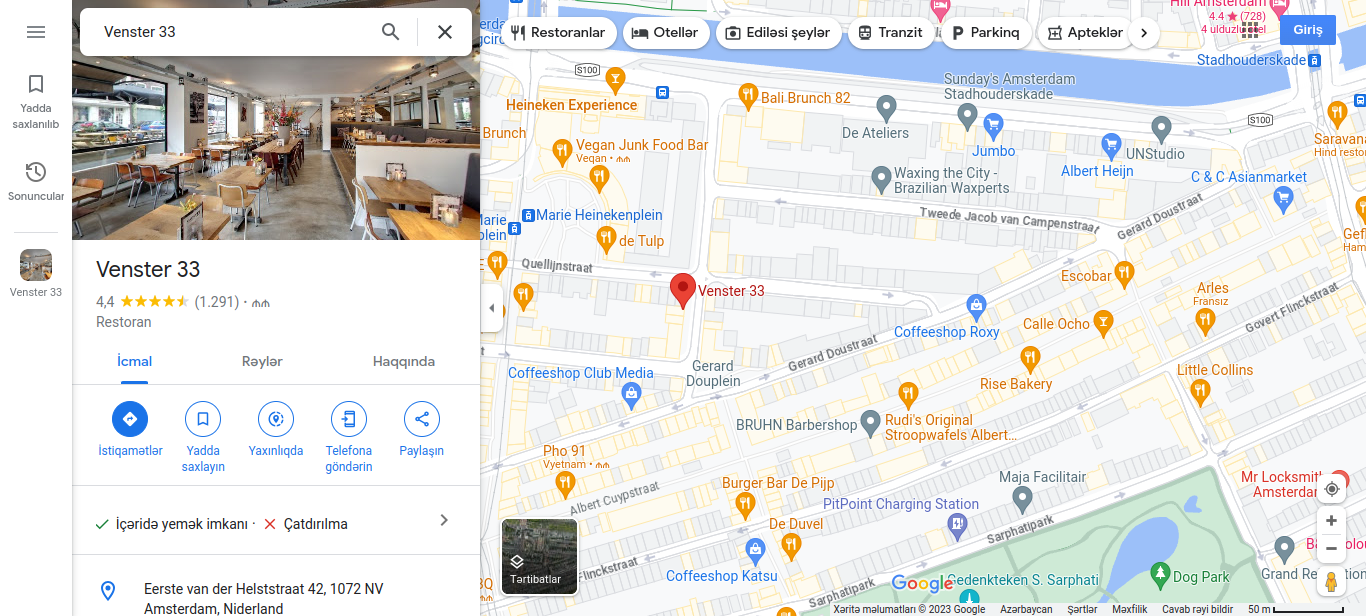 Venster 33
Restoranlar
Otellər
Ediləsi şeylər
Tranzit
Parkinq
Apteklər
Giriş
Yadda
saxlanılıb
Sonuncular
Venster 33
Venster 33
4,4 (1.291) ·
Restoran
İcmal
Rəylər
Haqqında
İstiqamətlər
Yadda
saxlayın
Yaxınlıqda
Telefona
göndərin
Paylaşın
İçəridə yemək imkanı ·
Çatdırılma
Eerste van der Helststraat 42, 1072 NV
Amsterdam, Niderland
Hilton Amsterdam
4.4 (728)
4 ulduzlu otel
Stadhouderskade
S100
Heineken Experience
Bali Brunch 82
Sunday's Amsterdam
Stadhouderskade
De Ateliers
Jumbo
Albert Heijn
UNStudio
S100
Saravana
Hind resto
Brunch
Vegan Junk Food Bar
Vegan ·
Waxing the City -
Brazilian Waxperts
C & C Asianmarket
Marie Heinekenplein
Marie
plein
de Tulp
Tweede Jacob van Campenstraat
Gerard Doustraat
Gef
Ham
Quellijnstraat
Venster 33
Escobar
Arles
Fransız
Coffeeshop Roxy
Calle Ocho
Govert Flinckstraat
Gerard Doustraat
Gerard
Douplein
Coffeeshop Club Media
Rise Bakery
Little Collins
BRUHN Barbershop
Rudi's Original
Stroopwafels Albert...
Pho 91
Vyetnam ·
Albert Cuypstraat
Burger Bar De Pijp
Maja Facilitair
Mr Locksmith
Amsterdam
PitPoint Charging Station
De Duvel
Sarphatipark
Flinckstraat
Coffeeshop Katsu
Tərtibatlar
Google
Gedenkteken S. Sarphati
Dog Park
Grand Re
Xəritə məlumatları © 2023 Google
Azərbaycan
Şərtlər
Məxfilik
Cavab rəyi bildir
50 m